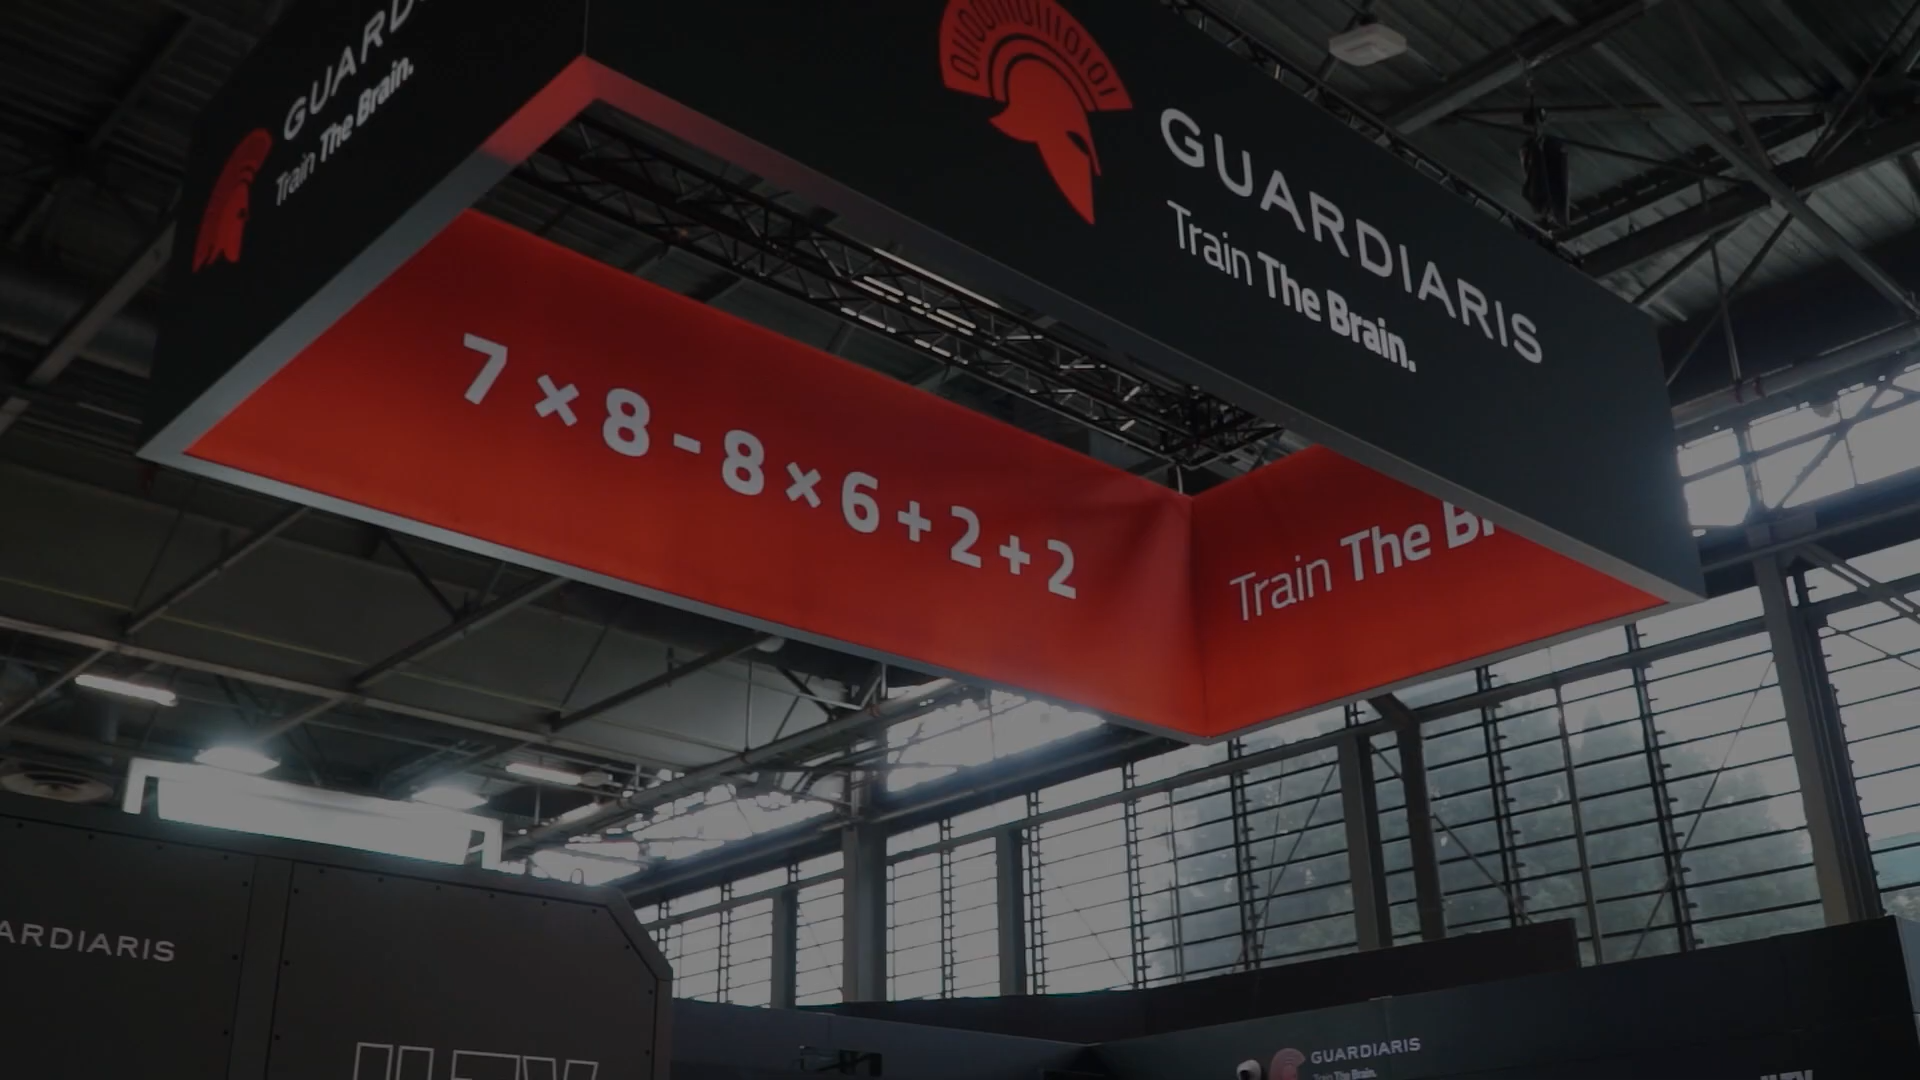 GUARD
Train The Brain.
GUARDIARIS
Train The Brain.
7 × 8 - 8 × 6 + 2 + 2
Train The
ARDIARIS
GUARDIARIS
Train The Brain.